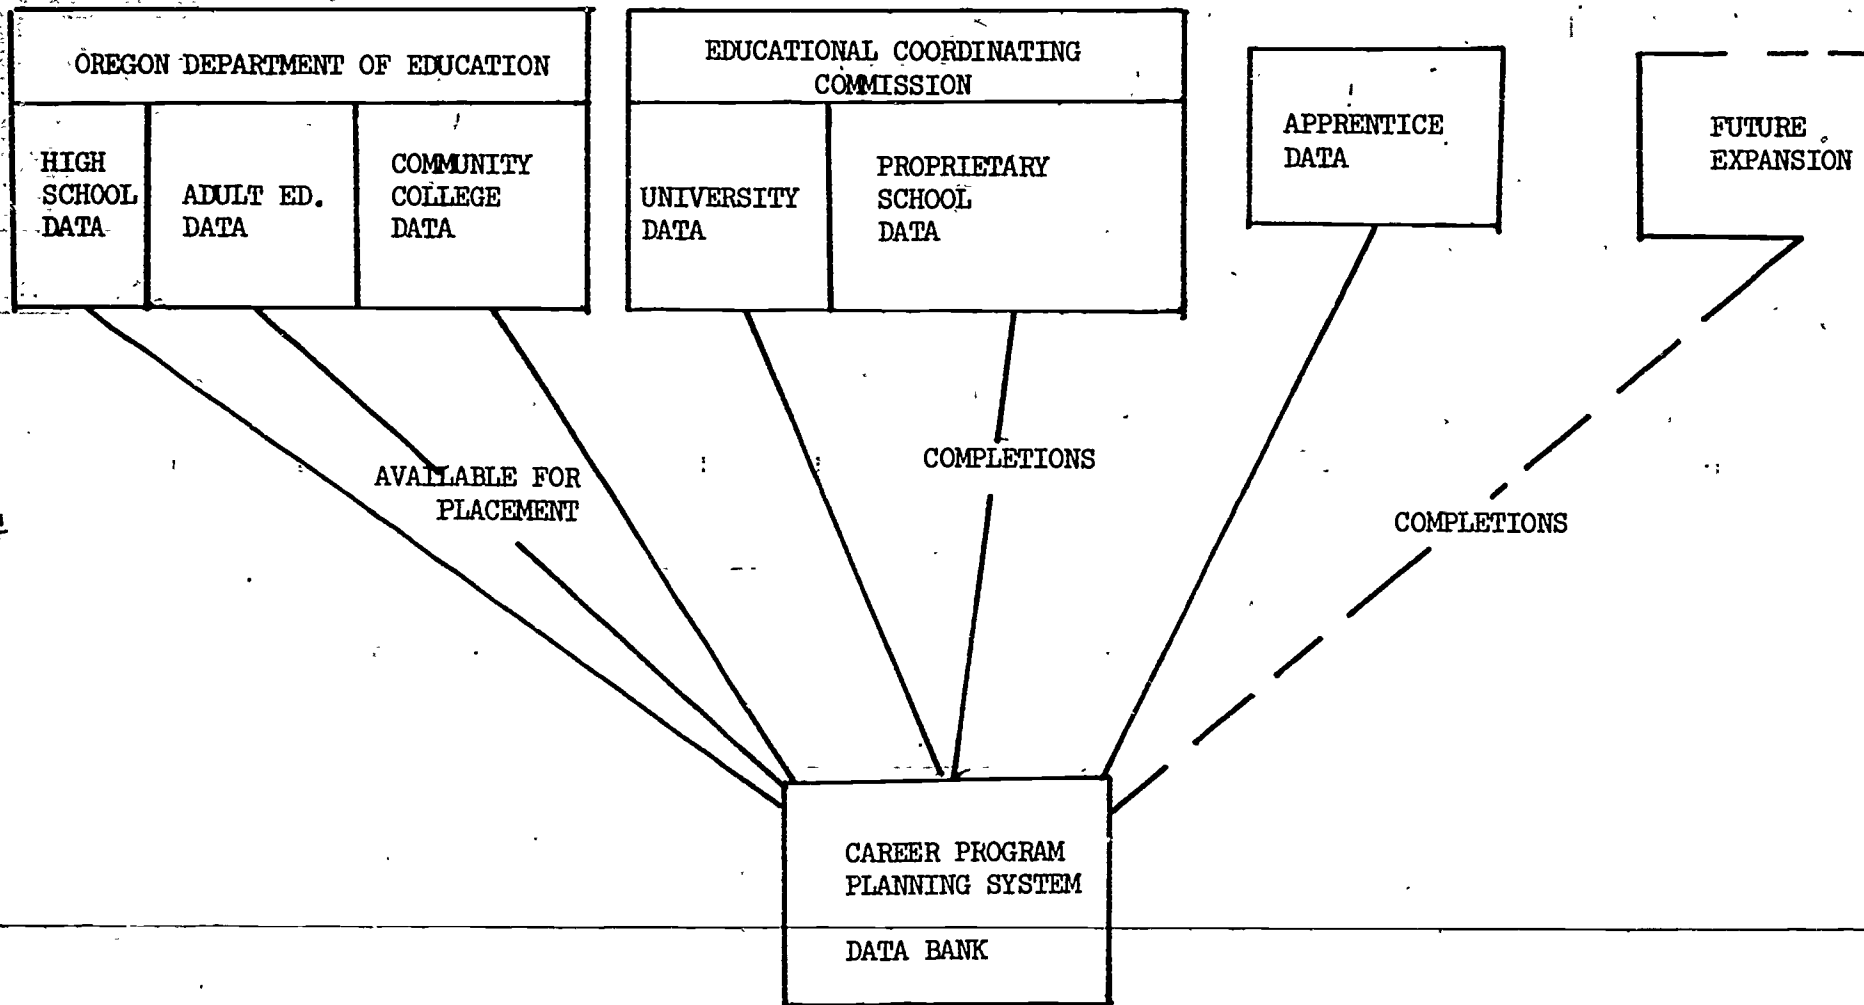 OREGON DEPARTMENT OF EDUCATION
HIGH
SCHOOL
DATA
ADULT ED.
DATA
COMMUNITY
COLLEGE
DATA
EDUCATIONAL COORDINATING
COMMISSION
UNIVERSITY
DATA
PROPRIETARY
SCHOOL
DATA
APPRENTICE
DATA
FUTURE
EXPANSION
AVAILABLE FOR
PLACEMENT
COMPLETIONS
COMPLETIONS
CAREER PROGRAM
PLANNING SYSTEM
DATA BANK